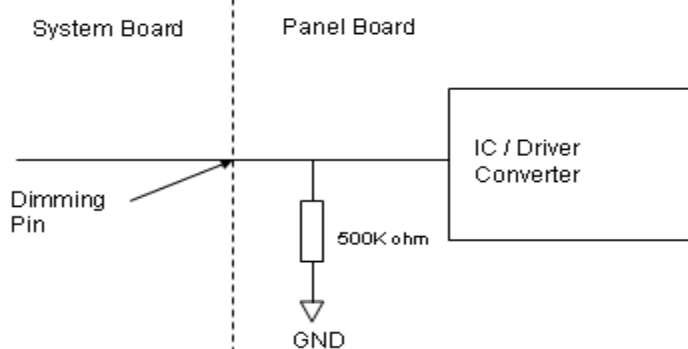 System Board
Panel Board
IC / Driver
Converter
Dimming
Pin
500K ohm
GND